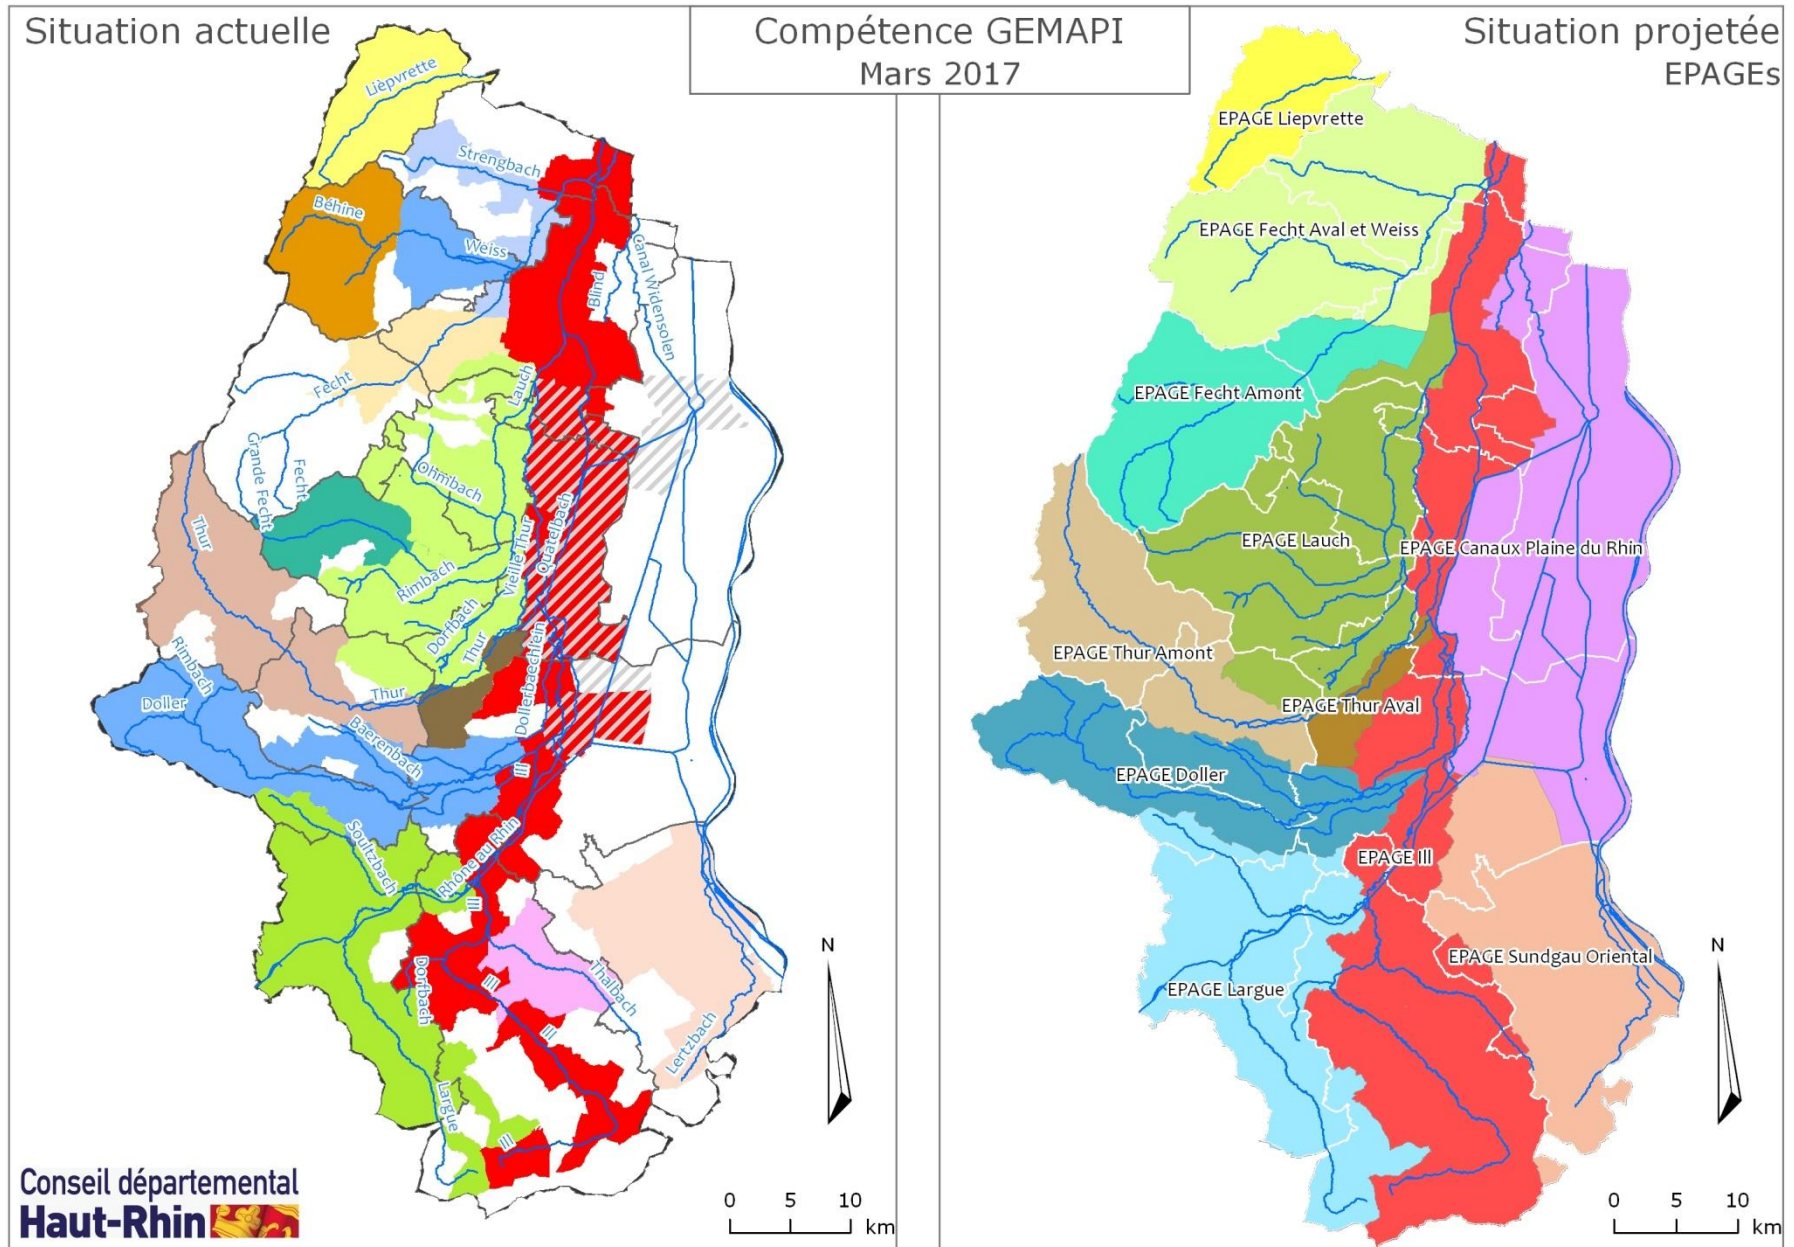 Situation actuelle
Compétence GEMAPI
Mars 2017
Situation projetée
EPAGEs
Lièpvrette
Strengbach
Béhine
Weiss
Canal Widensolen
Blind
Fecht
Lauch
Grande Fecht
Fecht
Ohmbach
Thur
Vieille Thur
Quatelbach
Rimbach
Dorfbach
Thur
Dollerbaechlein
Rimbach
Doller
Thur
Baerenbach
Ill
Soultzbach
Rhône au Rhin
Ill
Dorfbach
Ill
Thalbach
Ill
Lertzbach
Largue
Ill
N
0 5 10
km
Conseil départemental
Haut-Rhin
EPAGE Liepvrette
EPAGE Fecht Aval et Weiss
EPAGE Fecht Amont
EPAGE Lauch
EPAGE Canaux Plaine du Rhin
EPAGE Thur Amont
EPAGE Thur Aval
EPAGE Doller
EPAGE Ill
EPAGE Sundgau Oriental
EPAGE Largue
N
0 5 10
km